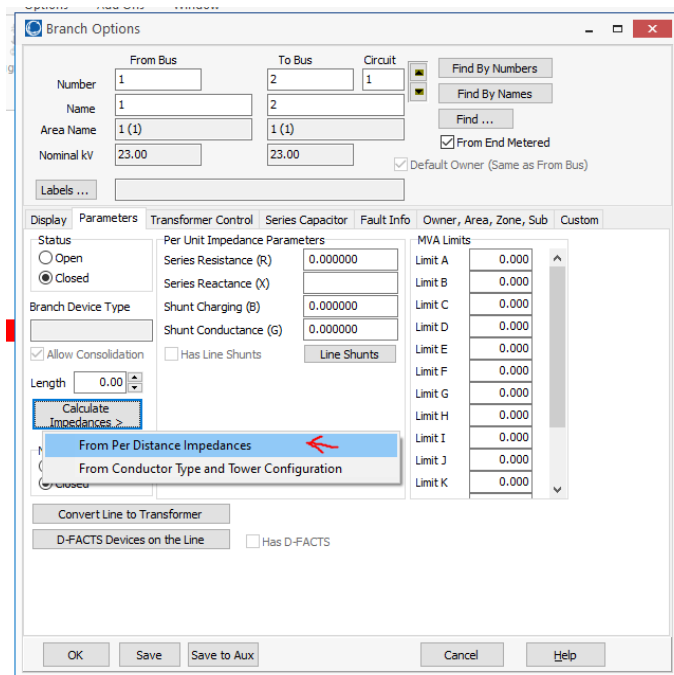 Options Add Ons Window
Branch Options
From Bus To Bus Circuit
Number 1 2 1 Find By Numbers
Name 1 2 Find By Names
Area Name 1 (1) 1 (1) Find ...
From End Metered
Nominal kV 23.00 23.00
Default Owner (Same as From Bus)
Labels ...
Display Parameters Transformer Control Series Capacitor Fault Info Owner, Area, Zone, Sub Custom
Status Per Unit Impedance Parameters MVA Limits
Open Series Resistance (R) 0.000000 Limit A 0.000
Closed Series Reactance (X) Limit B 0.000
Branch Device Type Shunt Charging (B) 0.000000 Limit C 0.000
Shunt Conductance (G) 0.000000 Limit D 0.000
Allow Consolidation Has Line Shunts Line Shunts Limit E 0.000
Length 0.00 Limit F 0.000
Limit G 0.000
Calculate
Impedances > Limit H 0.000
From Per Distance Impedances Limit I 0.000
From Conductor Type and Tower Configuration Limit J 0.000
Closed Limit K 0.000
Convert Line to Transformer
D-FACTS Devices on the Line Has D-FACTS
OK Save Save to Aux Cancel Help